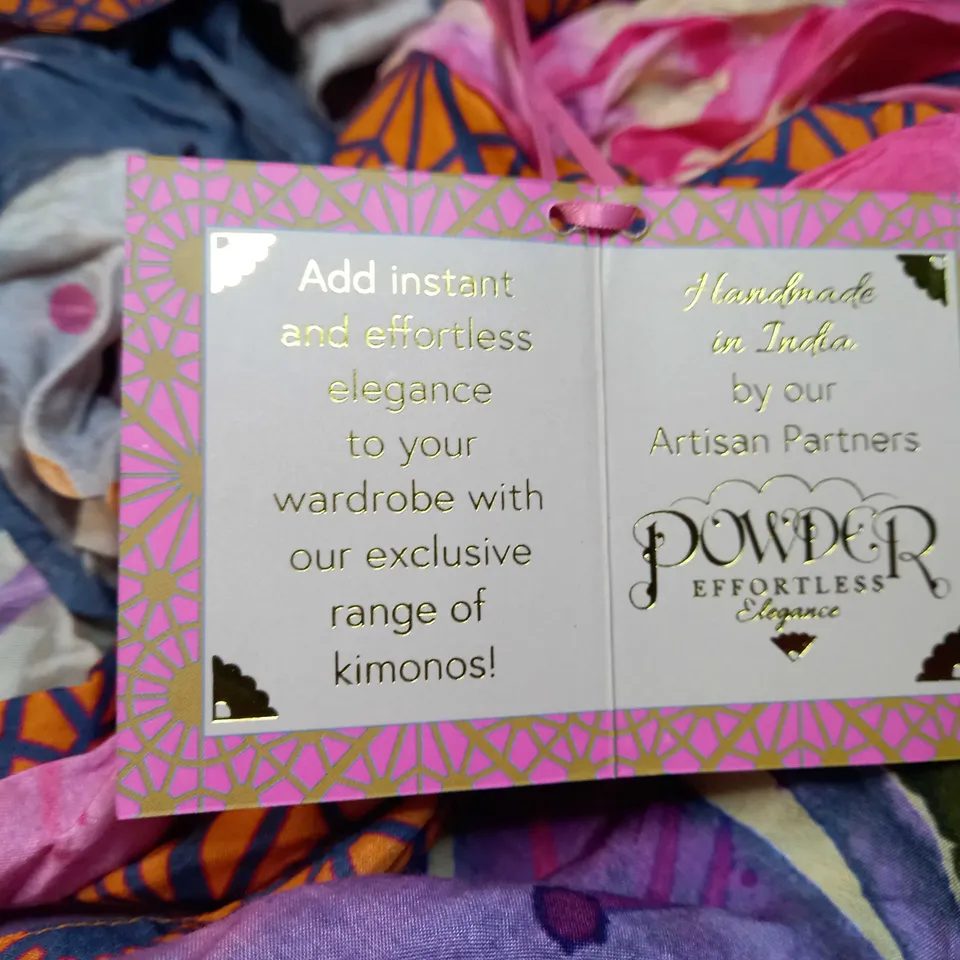 Add instant
and effortless
elegance
to your
wardrobe with
our exclusive
range of
kimonos!
Handmade
in India
by our
Artisan Partners
POWDER
EFFORTLESS
Elegance